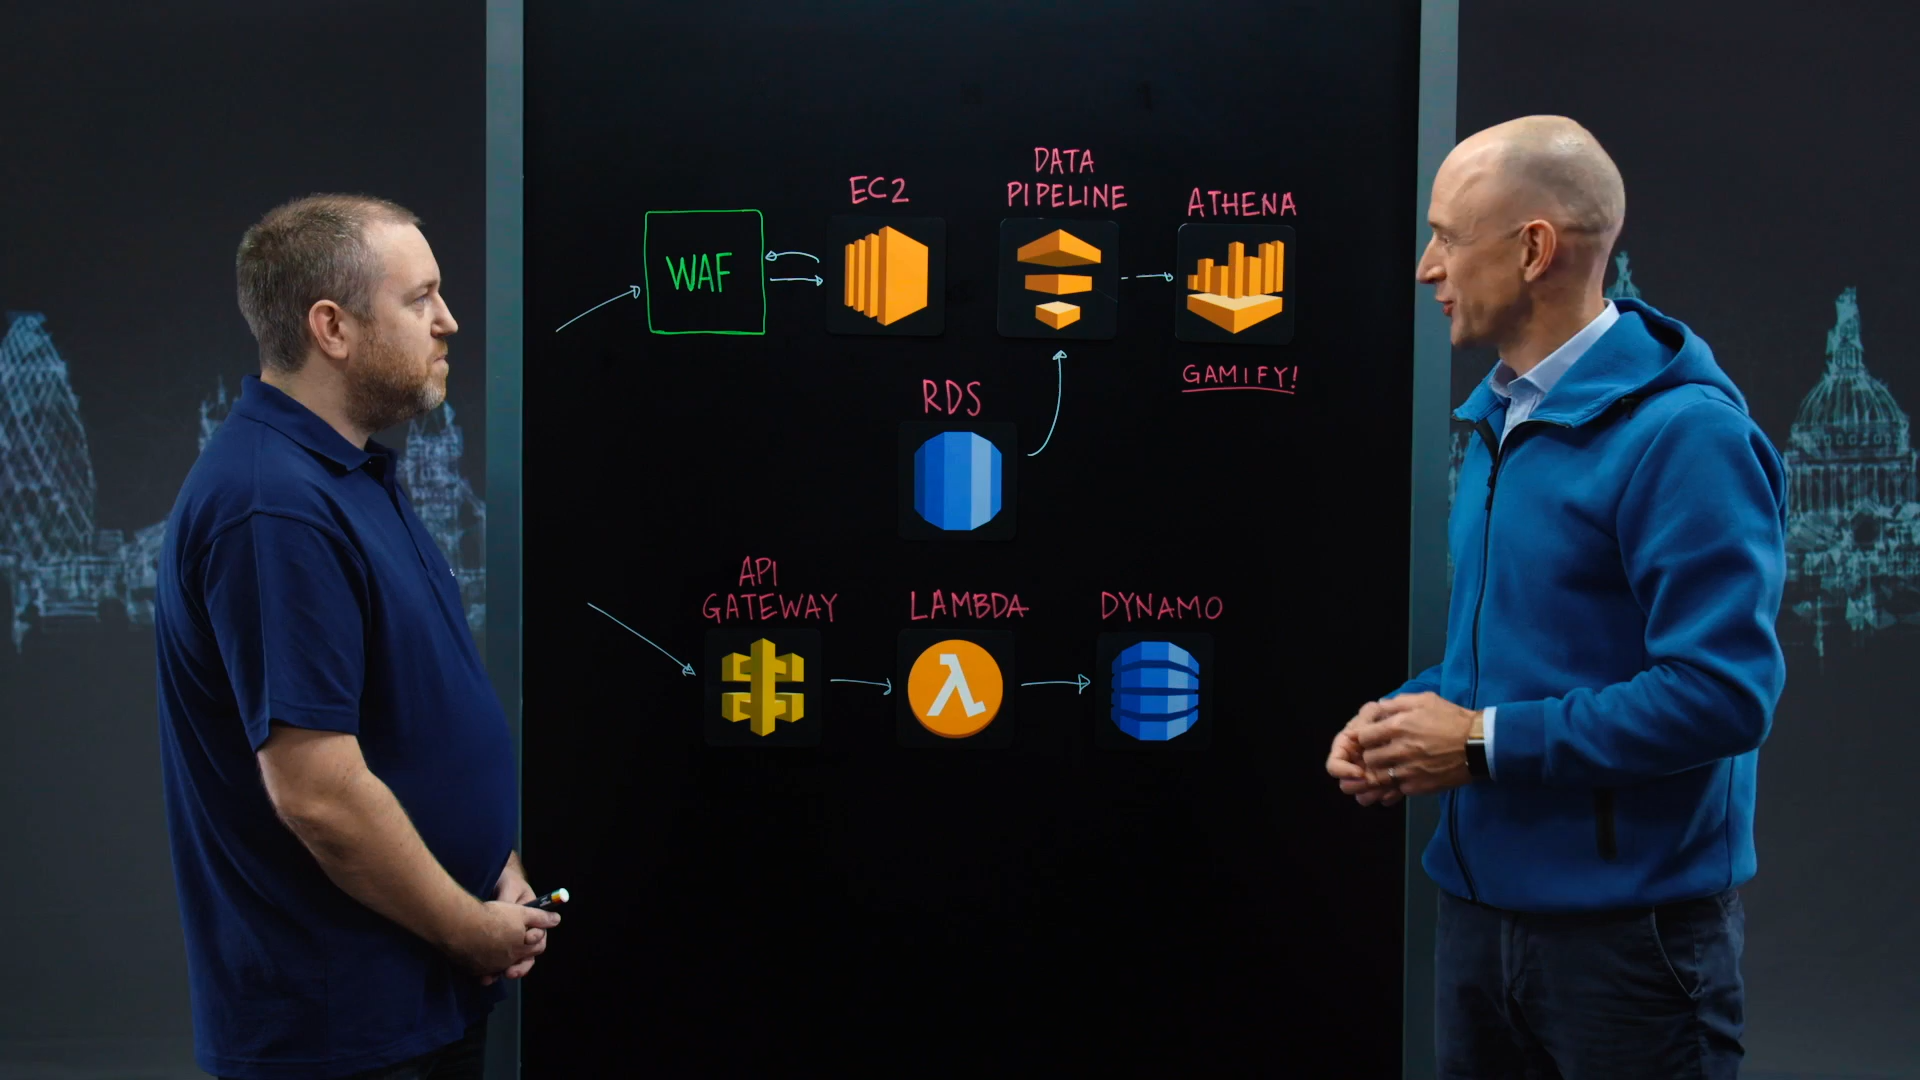 WAF
EC2
DATA
PIPELINE
ATHENA
GAMIFY!
RDS
API
GATEWAY
LAMBDA
DYNAMO
λ